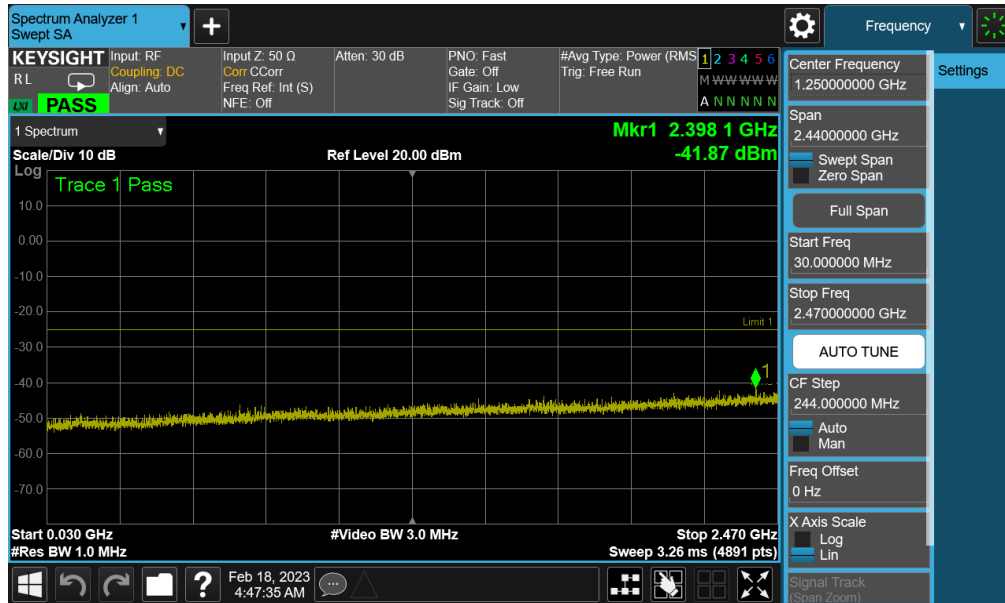 Spectrum Analyzer 1
Swept SA
Frequency
KEYSIGHT
RL
LXI PASS
Input: RF
Coupling: DC
Align: Auto
Input Z: 50 Ω
Corr CCorr
Freq Ref: Int (S)
NFE: Off
Atten: 30 dB
PNO: Fast
Gate: Off
IF Gain: Low
Sig Track: Off
#Avg Type: Power (RMS
Trig: Free Run
1 2 3 4 5 6
M W W W W W
A N N N N N
1 Spectrum
Scale/Div 10 dB
Ref Level 20.00 dBm
Mkr1 2.398 1 GHz
-41.87 dBm
Log
Trace 1 Pass
10.0
0.00
-10.0
-20.0
Limit 1
-30.0
1
-40.0
-50.0
-60.0
-70.0
Start 0.030 GHz
#Video BW 3.0 MHz
Stop 2.470 GHz
#Res BW 1.0 MHz
Sweep 3.26 ms (4891 pts)
Center Frequency
1.250000000 GHz
Settings
Span
2.44000000 GHz
Swept Span
Zero Span
Full Span
Start Freq
30.000000 MHz
Stop Freq
2.470000000 GHz
AUTO TUNE
CF Step
244.000000 MHz
Auto
Man
Freq Offset
0 Hz
X Axis Scale
Log
Lin
Signal Track
(Span Zoom)
?
Feb 18, 2023
4:47:35 AM